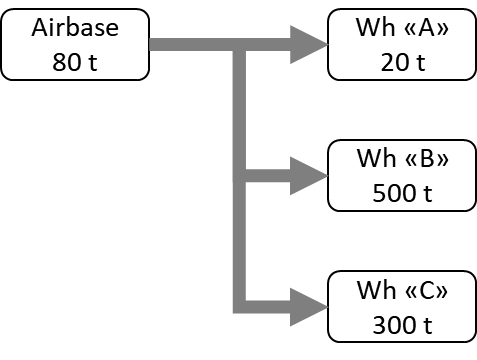 Airbase
80 t
Wh «A»
20 t
Wh «B»
500 t
Wh «C»
300 t